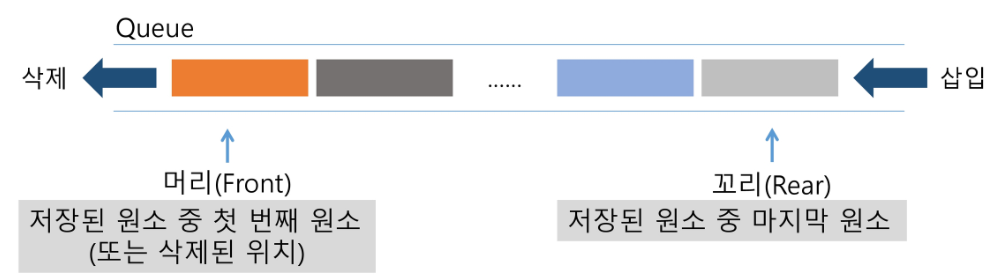 Queue
삭제
......
삽입
머리(Front)
저장된 원소 중 첫 번째 원소
(또는 삭제된 위치)
꼬리(Rear)
저장된 원소 중 마지막 원소